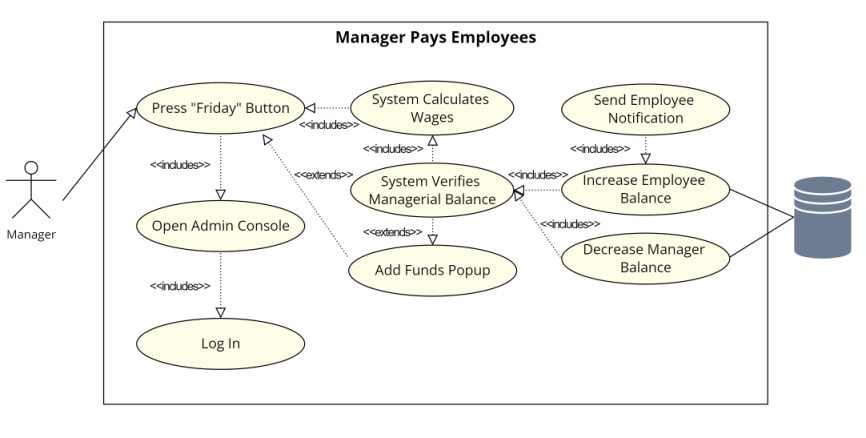 Manager Pays Employees
Press "Friday" Button
System Calculates
Wages
Send Employee
Notification
<<includes>>
<<includes>>
<<includes>>
<<includes>>
<<extends>>
System Verifies
Managerial Balance
<<includes>>
Increase Employee
Balance
Manager
Open Admin Console
<<extends>>
<<includes>>
Add Funds Popup
Decrease Manager
Balance
<<includes>>
Log In